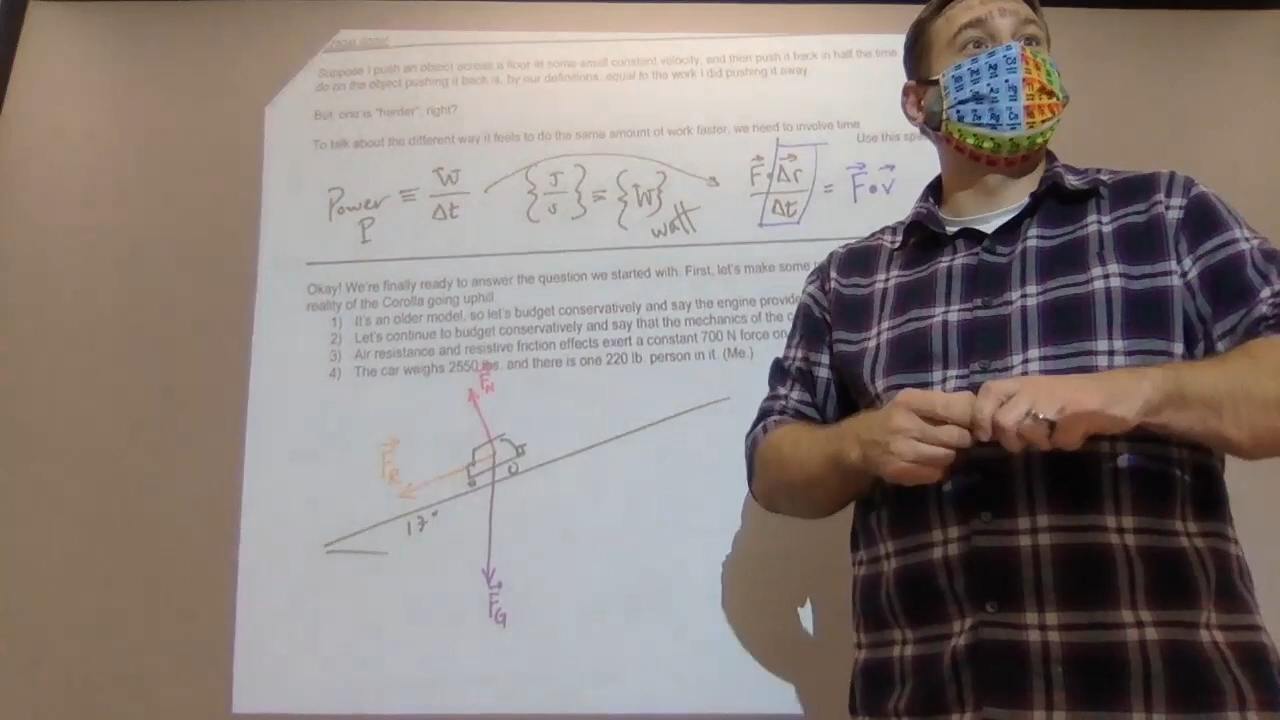 Suppose I push an object across a floor at some small constant velocity, and then push it back in half the time
do on the object pushing it back is, by our definitions, equal to the work I did pushing it away.
But one is "harder", right?
To talk about the different way it feels to do the same amount of work faster, we need to involve time
Use this
Power ≡ W/Δt {J/s} = {W} F⃗·Δr⃗/Δt = F⃗•v⃗
P watt
Okay! We're finally ready to answer the question we started with. First, let's make some
reality of the Corolla going uphill
1) It's an older model, so let's budget conservatively and say the engine
2) Let's continue to budget conservatively and say that the mechanics of the
3) Air resistance and resistive friction effects exert a constant 700 N force on
4) The car weighs 2550 lbs. and there is one 220 lb. person in it. (Me.)
F⃗N
F⃗R
17°
F⃗G
Cd
Hg
Cn